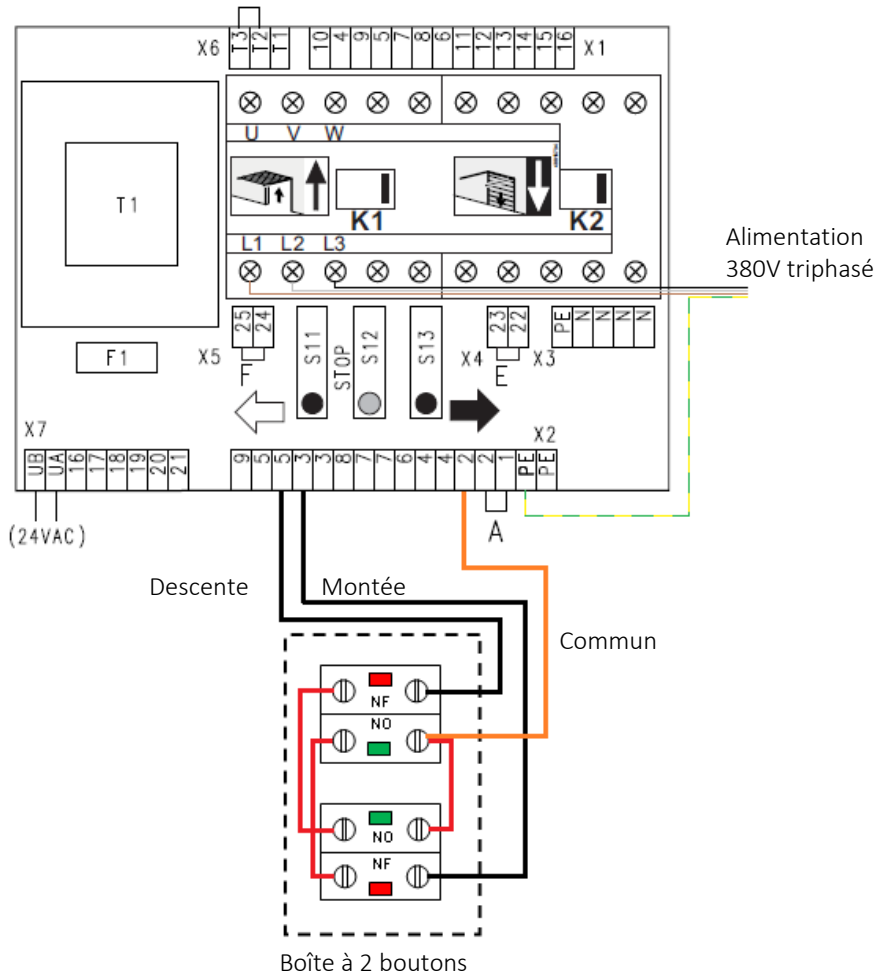 X6 T3 T2 T1 10 4 9 5 7 8 6 11 12 13 14 15 16 X1
U V W
T1
K1 K2
L1 L2 L3
Alimentation
380V triphasé
F1
X5 25 24 S11 STOP S12 S13 X4 23 22 X3 PE N N N N
F E
X7 X2
UB UA 16 17 18 19 20 21 9 5 5 3 3 8 7 7 6 4 4 2 2 1 PE PE
(24VAC) A
Descente Montée
Commun
NF
NO
NO
NF
Boîte à 2 boutons